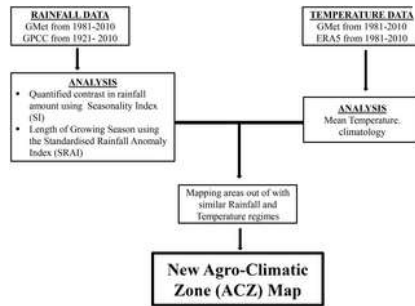 RAINFALL DATA
GMet from 1981-2010
GPCC from 1921- 2010
TEMPERATURE DATA
GMet from 1981-2010
ERA5 from 1981-2010
ANALYSIS
• Quantified contrast in rainfall
amount using Seasonality Index
(SI)
• Length of Growing Season using
the Standardised Rainfall Anomaly
Index (SRAI)
ANALYSIS
Mean Temperature.
climatology
Mapping areas out of with
similar Rainfall and
Temperature regimes
New Agro-Climatic
Zone (ACZ) Map